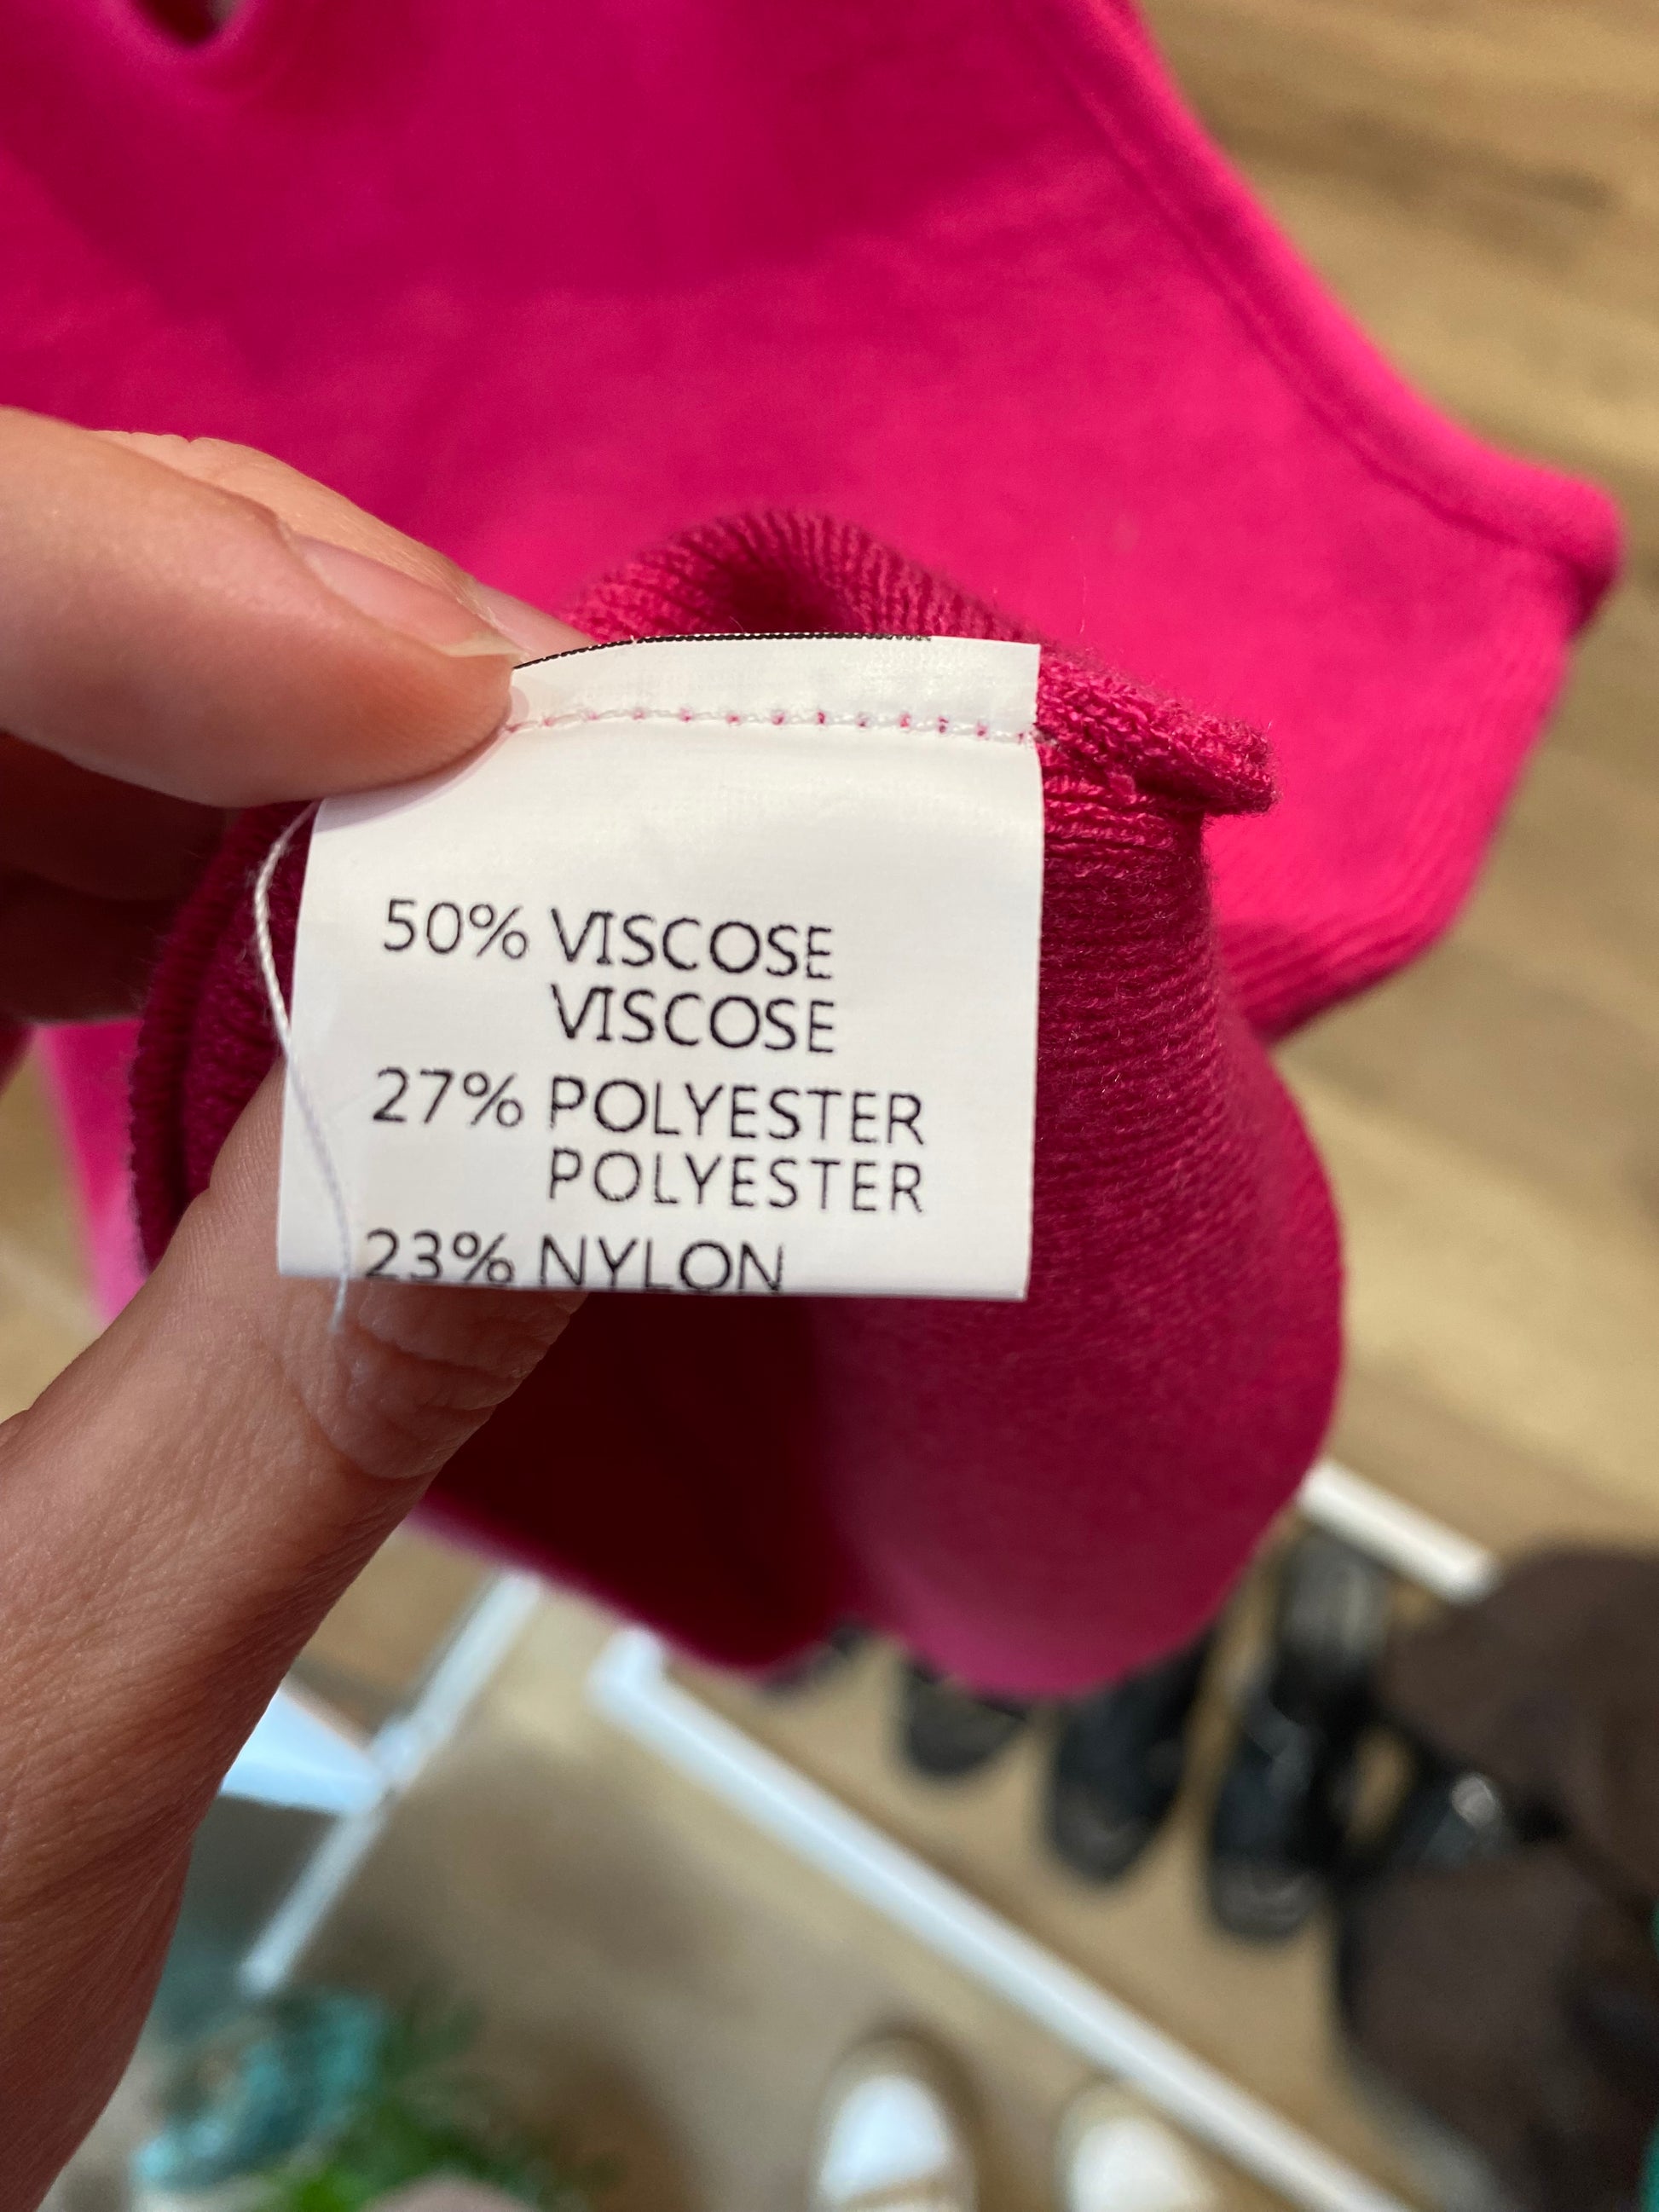 50% VISCOSE
VISCOSE
27% POLYESTER
POLYESTER
23% NYLON